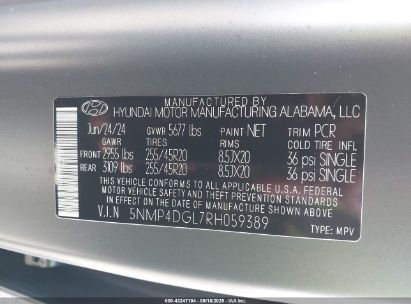 MANUFACTURED BY
HYUNDAI MOTOR MANUFACTURING ALABAMA, LLC
Jun/24/24 GVWR 5677 lbs PAINT NET TRIM PCR
GAWR TIRES RIMS COLD TIRE INFL
FRONT 2955 lbs 255/45R20 8.5JX20 36 psi SINGLE
REAR 3109 lbs 255/45R20 8.5JX20 36 psi SINGLE
THIS VEHICLE CONFORMS TO ALL APPLICABLE U.S.A. FEDERAL
MOTOR VEHICLE SAFETY AND THEFT PREVENTION STANDARDS
IN EFFECT ON THE DATE OF MANUFACTURE SHOWN ABOVE.
V.I.N 5NMP4DGL7RH059389
TYPE: MPV